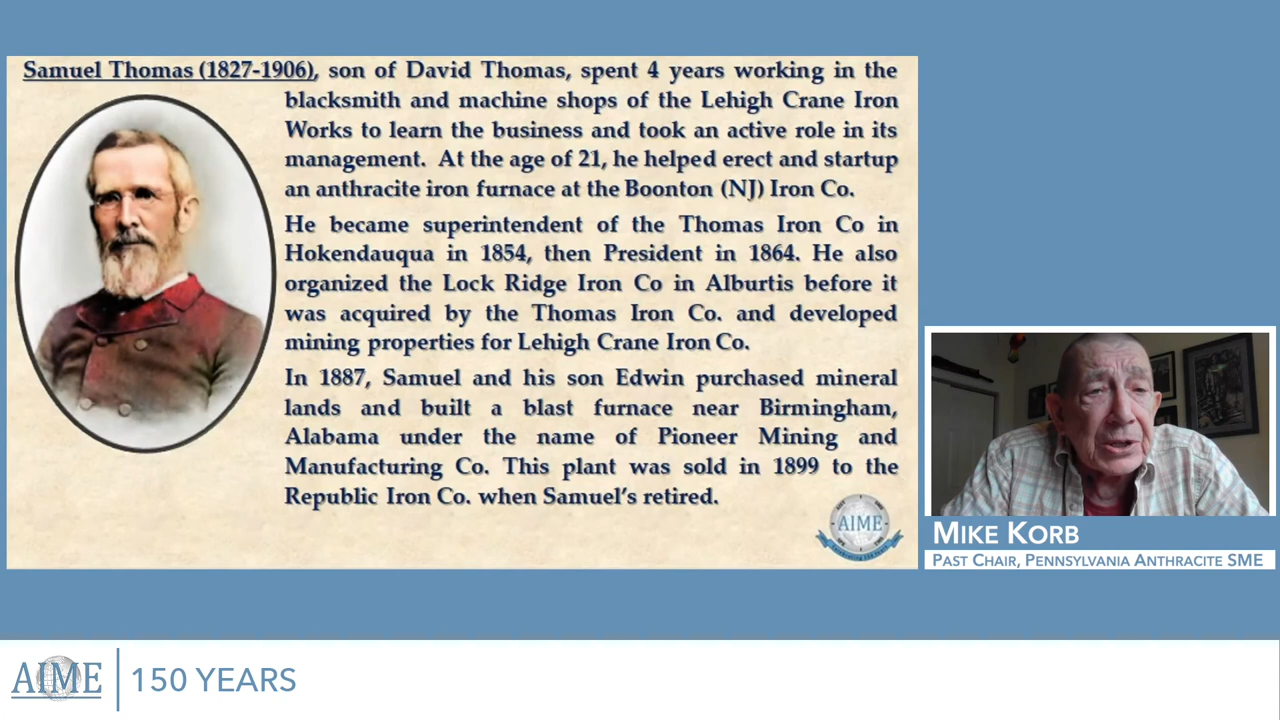 Samuel Thomas (1827-1906), son of David Thomas, spent 4 years working in the
blacksmith and machine shops of the Lehigh Crane Iron
Works to learn the business and took an active role in its
management. At the age of 21, he helped erect and startup
an anthracite iron furnace at the Boonton (NJ) Iron Co.
He became superintendent of the Thomas Iron Co in
Hokendauqua in 1854, then President in 1864. He also
organized the Lock Ridge Iron Co in Alburtis before it
was acquired by the Thomas Iron Co. and developed
mining properties for Lehigh Crane Iron Co.
In 1887, Samuel and his son Edwin purchased mineral
lands and built a blast furnace near Birmingham,
Alabama under the name of Pioneer Mining and
Manufacturing Co. This plant was sold in 1899 to the
Republic Iron Co. when Samuel's retired.
AIME
MIKE KORB
PAST CHAIR, PENNSYLVANIA ANTHRACITE SME
AIME
150 YEARS